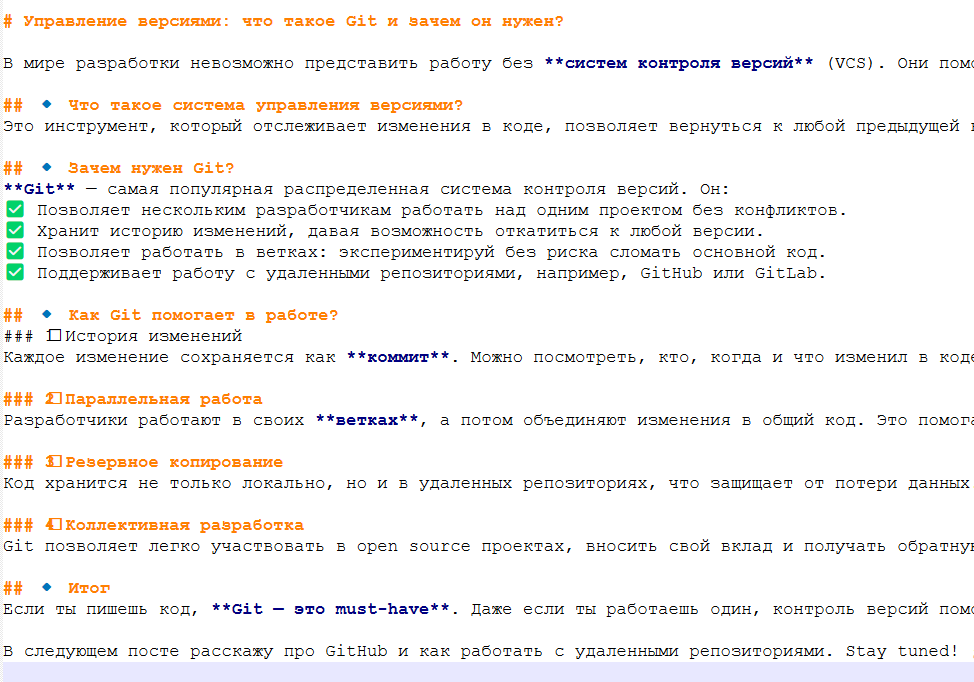 # Управление версиями: что такое Git и зачем он нужен?
В мире разработки невозможно представить работу без **систем контроля версий** (VCS). Они
## 🔹 Что такое система управления версиями?
Это инструмент, который отслеживает изменения в коде, позволяет вернуться к любой предыдущей
## 🔹 Зачем нужен Git?
**Git** — самая популярная распределенная система контроля версий. Он:
✅ Позволяет нескольким разработчикам работать над одним проектом без конфликтов.
✅ Хранит историю изменений, давая возможность откатиться к любой версии.
✅ Позволяет работать в ветках: экспериментируй без риска сломать основной код.
✅ Поддерживает работу с удаленными репозиториями, например, GitHub или GitLab.
## 🔹 Как Git помогает в работе?
### 1️⃣ История изменений
Каждое изменение сохраняется как **коммит**. Можно посмотреть, кто, когда и что изменил в
### 2️⃣ Параллельная работа
Разработчики работают в своих **ветках**, а потом объединяют изменения в общий код. Это
### 3️⃣ Резервное копирование
Код хранится не только локально, но и в удаленных репозиториях, что защищает от потери данных
### 4️⃣ Коллективная разработка
Git позволяет легко участвовать в open source проектах, вносить свой вклад и получать
## 🔹 Итог
Если ты пишешь код, **Git — это must-have**. Даже если ты работаешь один, контроль версий
В следующем посте расскажу про GitHub и как работать с удаленными репозиториями. Stay tuned!